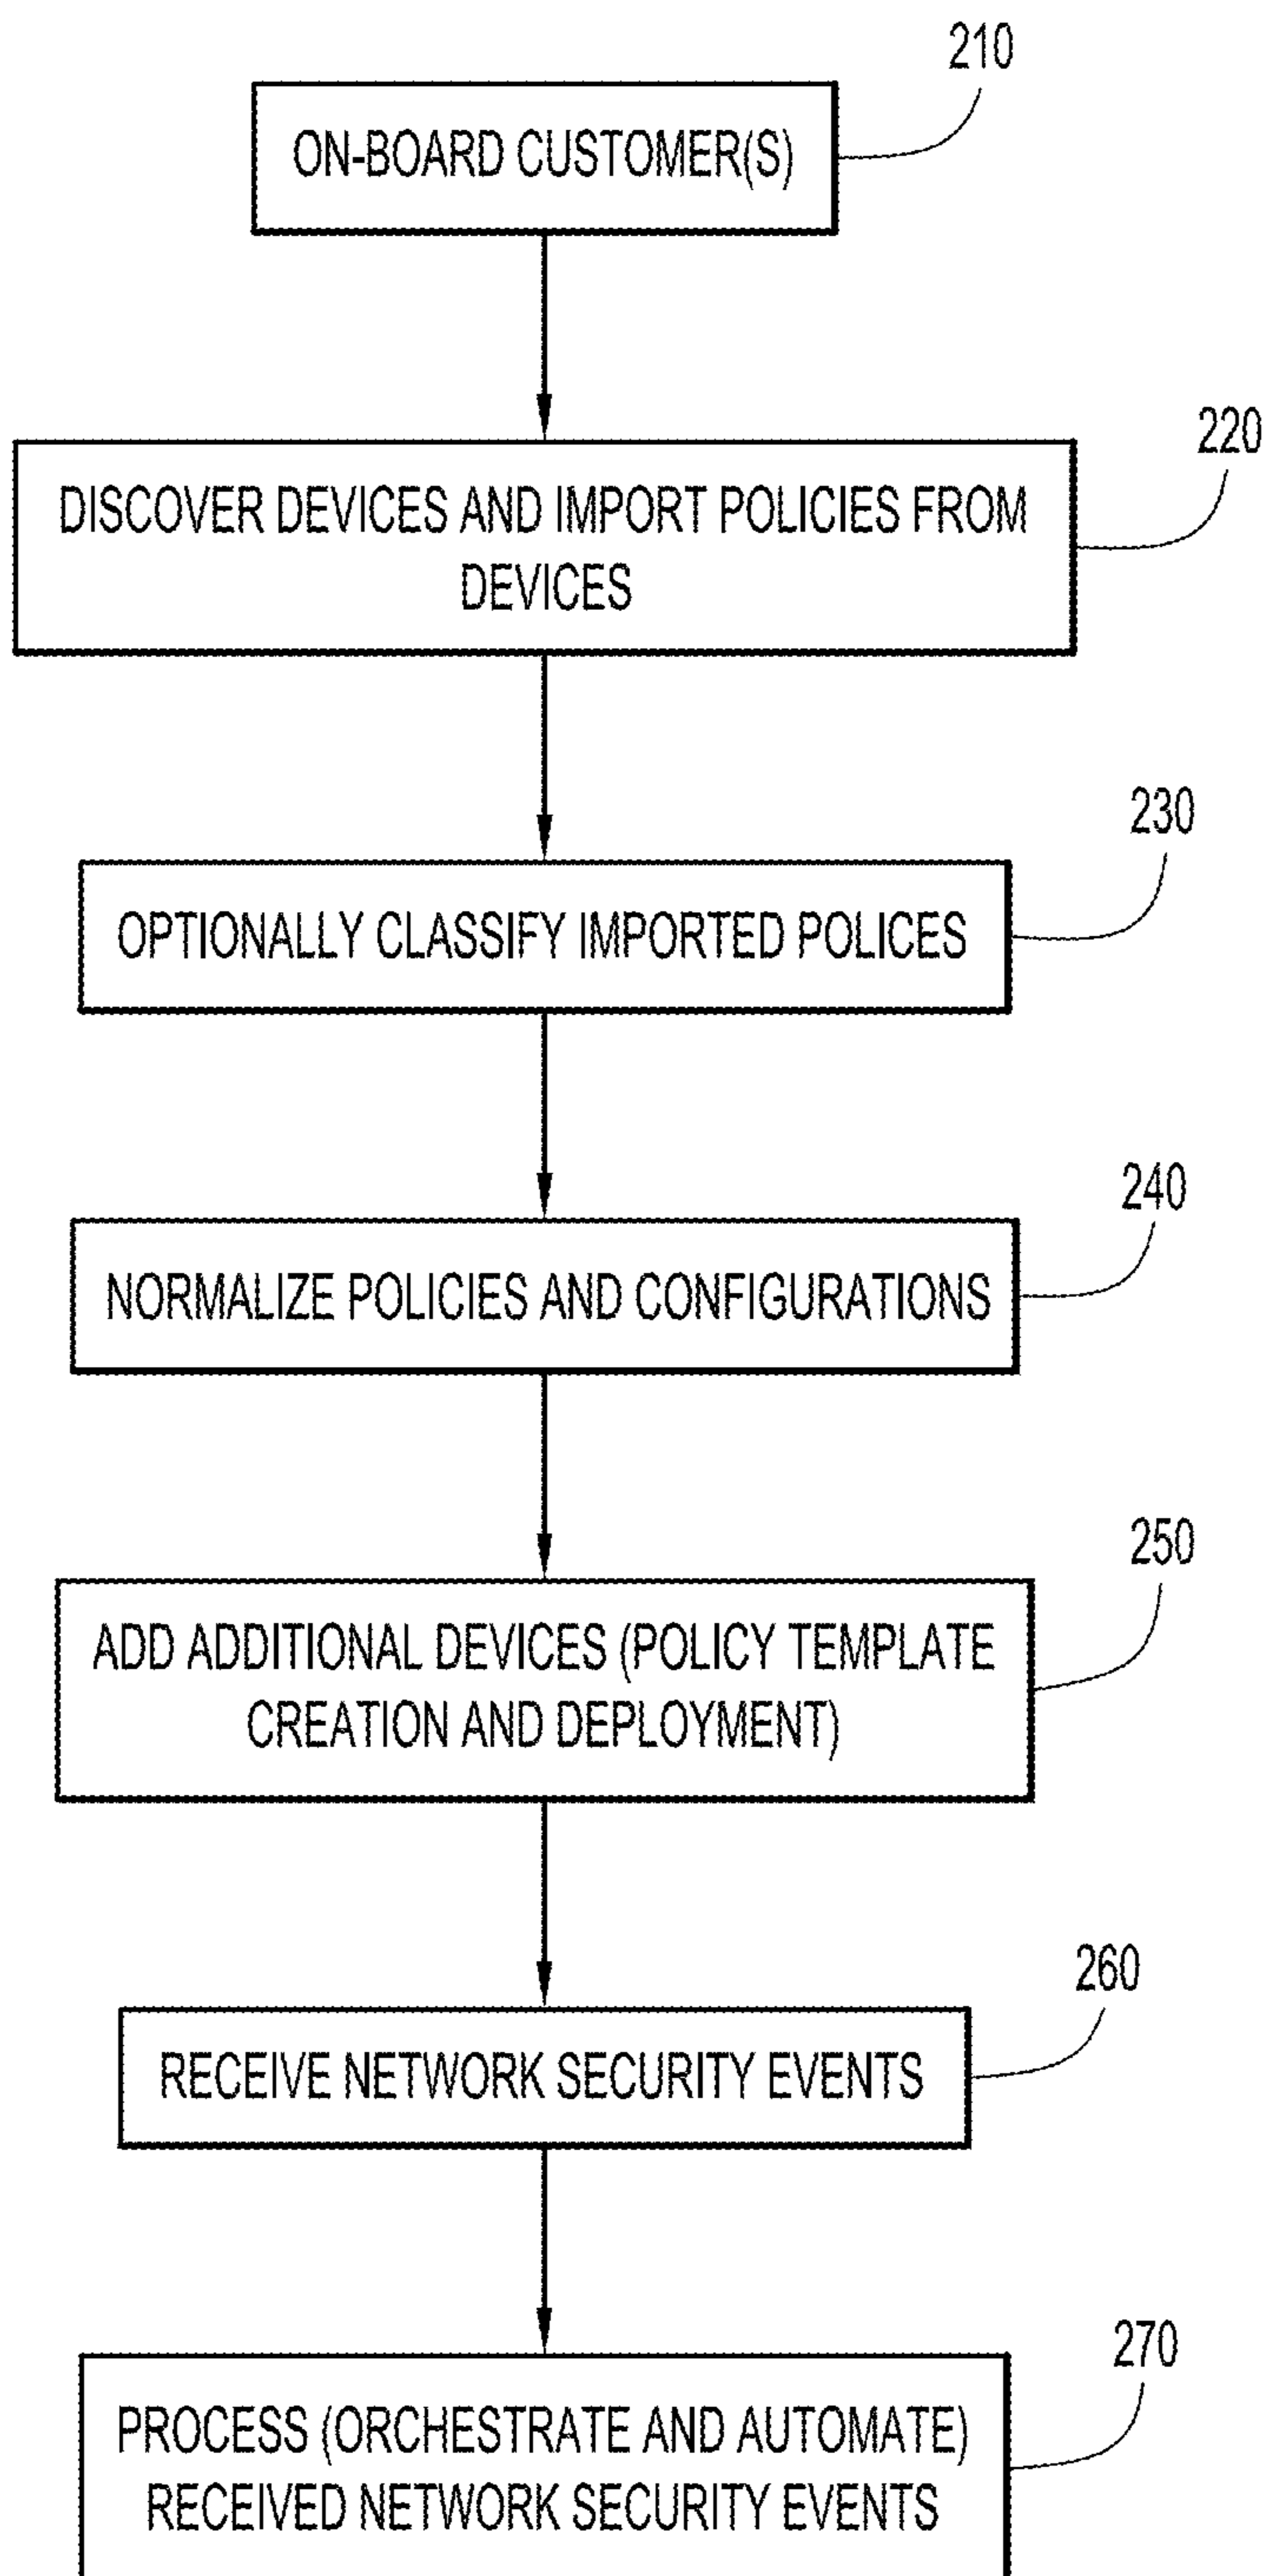 210
ON-BOARD CUSTOMER(S)
220
DISCOVER DEVICES AND IMPORT POLICIES FROM
DEVICES
230
OPTIONALLY CLASSIFY IMPORTED POLICES
240
NORMALIZE POLICIES AND CONFIGURATIONS
250
ADD ADDITIONAL DEVICES (POLICY TEMPLATE
CREATION AND DEPLOYMENT)
260
RECEIVE NETWORK SECURITY EVENTS
270
PROCESS (ORCHESTRATE AND AUTOMATE)
RECEIVED NETWORK SECURITY EVENTS